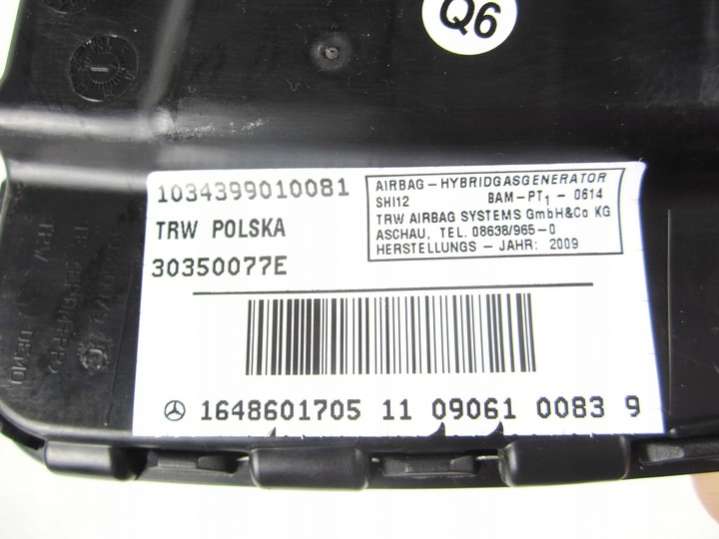 Q6
1034399010081
TRW POLSKA
30350077E
AIRBAG - HYBRIDGASGENERATOR
SHI12 BAM-PT1 - 0614
TRW AIRBAG SYSTEMS GmbH&Co KG
ASCHAU, TEL. 08638/965-0
HERSTELLUNGS - JAHR: 2009
1648601705 11 09061 0083 9